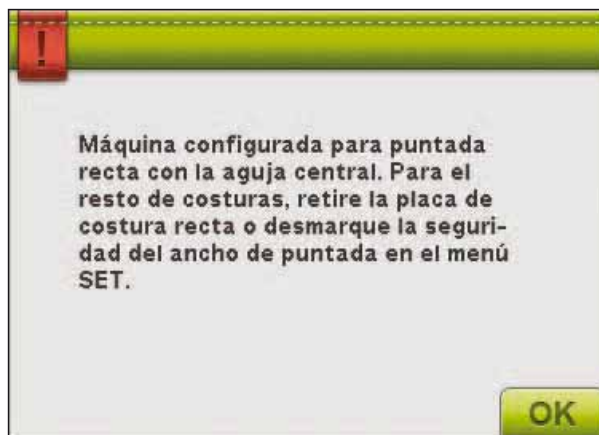 !
Máquina configurada para puntada
recta con la aguja central. Para el
resto de costuras, retire la placa de
costura recta o desmarque la seguri-
dad del ancho de puntada en el menú
SET.
OK